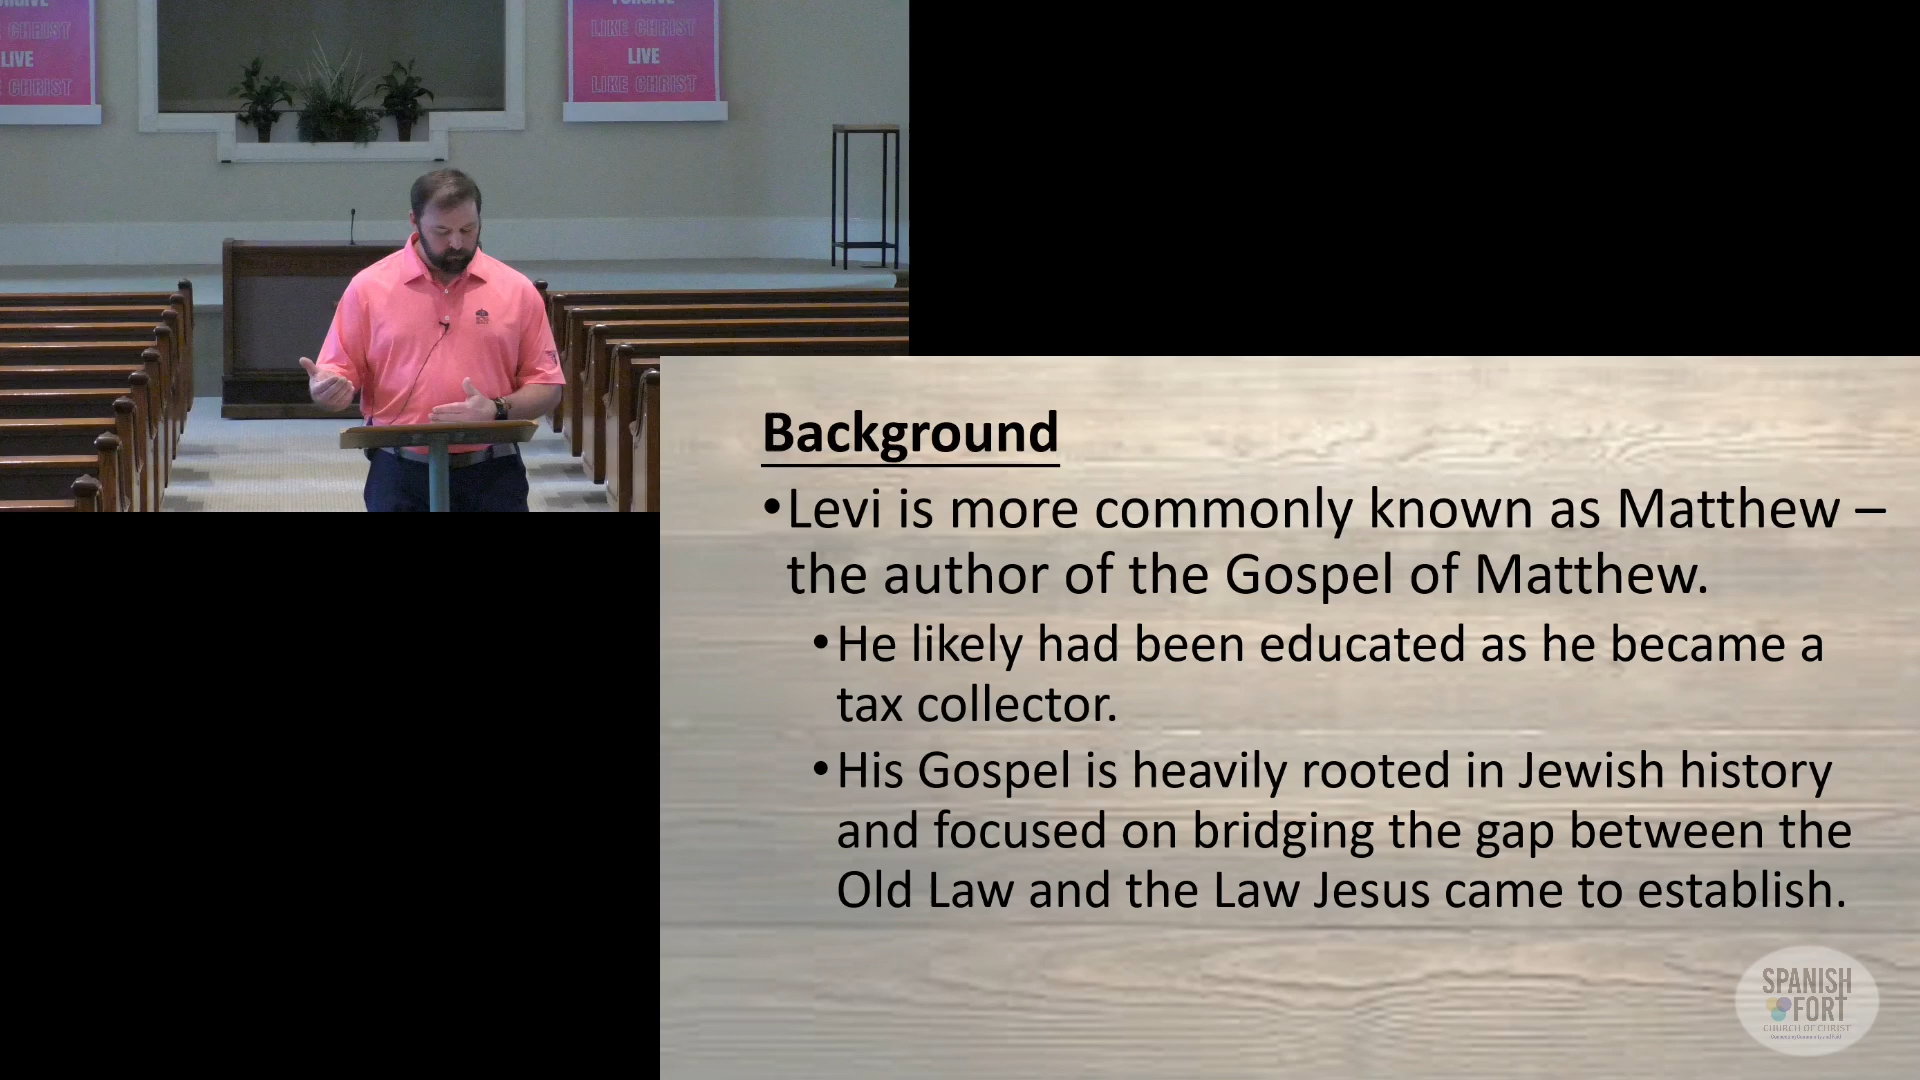 LIKE CHRIST
LIVE
LIKE CHRIST
LIKE CHRIST
LIVE
LIKE CHRIST
Background
•Levi is more commonly known as Matthew –
the author of the Gospel of Matthew.
•He likely had been educated as he became a
tax collector.
•His Gospel is heavily rooted in Jewish history
and focused on bridging the gap between the
Old Law and the Law Jesus came to establish.
SPANISH
FORT
CHURCH OF CHRIST